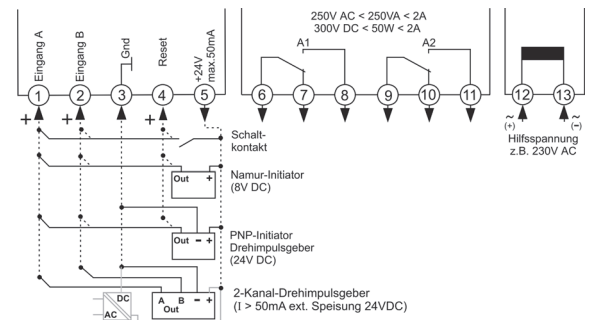 250V AC < 250VA < 2A
300V DC < 50W < 2A
Eingang A
Eingang B
Gnd
Reset
+24V
max.50mA
A1
A2
1
2
3
4
5
6
7
8
9
10
11
12
13
+
+
+
~
(+)
~
(−)
Hilfsspannung
z.B. 230V AC
Schalt-
kontakt
Out +
Namur-Initiator
(8V DC)
Out − +
PNP-Initiator
Drehimpulsgeber
(24V DC)
DC
AC
A B − +
Out
2-Kanal-Drehimpulsgeber
(I > 50mA ext. Speisung 24VDC)